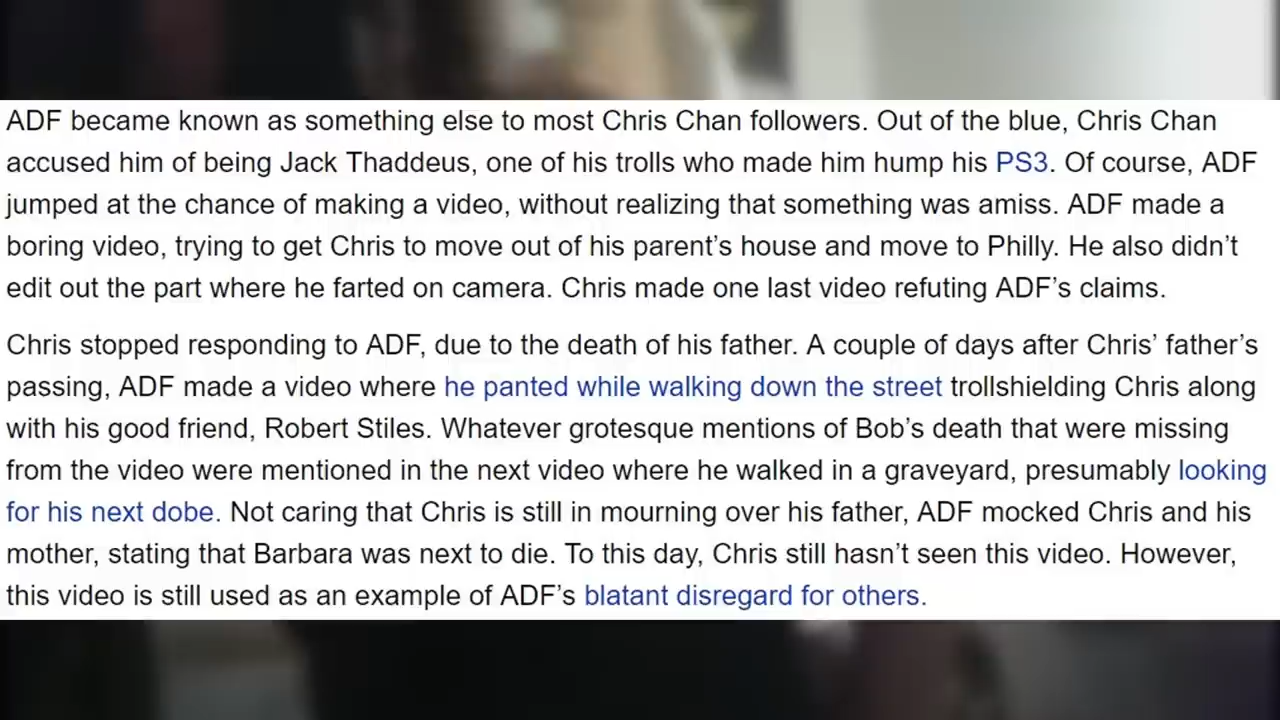 ADF became known as something else to most Chris Chan followers. Out of the blue, Chris Chan
accused him of being Jack Thaddeus, one of his trolls who made him hump his PS3. Of course, ADF
jumped at the chance of making a video, without realizing that something was amiss. ADF made a
boring video, trying to get Chris to move out of his parent’s house and move to Philly. He also didn’t
edit out the part where he farted on camera. Chris made one last video refuting ADF’s claims.
Chris stopped responding to ADF, due to the death of his father. A couple of days after Chris’ father’s
passing, ADF made a video where he panted while walking down the street trollshielding Chris along
with his good friend, Robert Stiles. Whatever grotesque mentions of Bob’s death that were missing
from the video were mentioned in the next video where he walked in a graveyard, presumably looking
for his next dobe. Not caring that Chris is still in mourning over his father, ADF mocked Chris and his
mother, stating that Barbara was next to die. To this day, Chris still hasn’t seen this video. However,
this video is still used as an example of ADF’s blatant disregard for others.